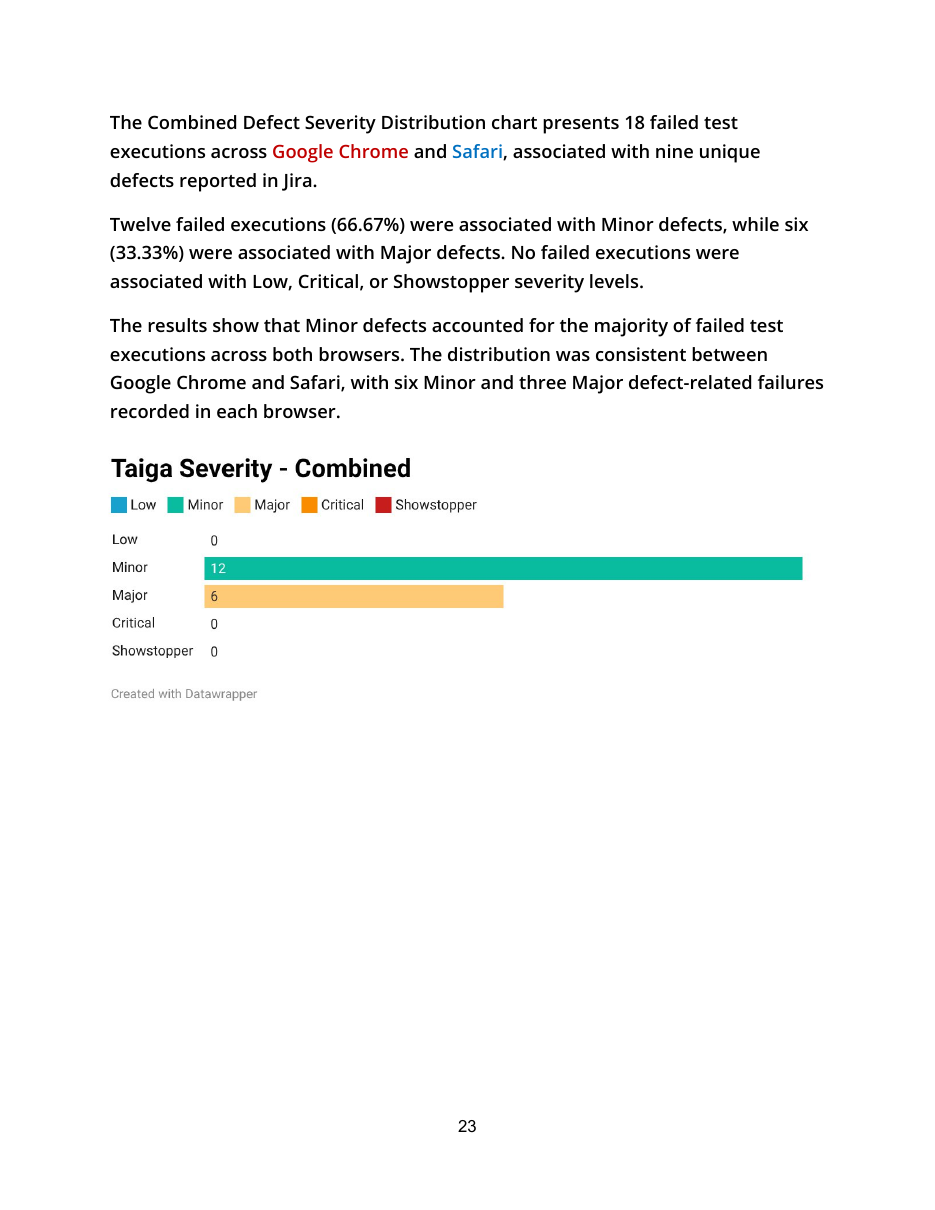 The Combined Defect Severity Distribution chart presents 18 failed test
executions across Google Chrome and Safari, associated with nine unique
defects reported in Jira.
Twelve failed executions (66.67%) were associated with Minor defects, while six
(33.33%) were associated with Major defects. No failed executions were
associated with Low, Critical, or Showstopper severity levels.
The results show that Minor defects accounted for the majority of failed test
executions across both browsers. The distribution was consistent between
Google Chrome and Safari, with six Minor and three Major defect-related failures
recorded in each browser.
Taiga Severity - Combined
Low Minor Major Critical Showstopper
Low 0
Minor 12
Major 6
Critical 0
Showstopper 0
Created with Datawrapper
23